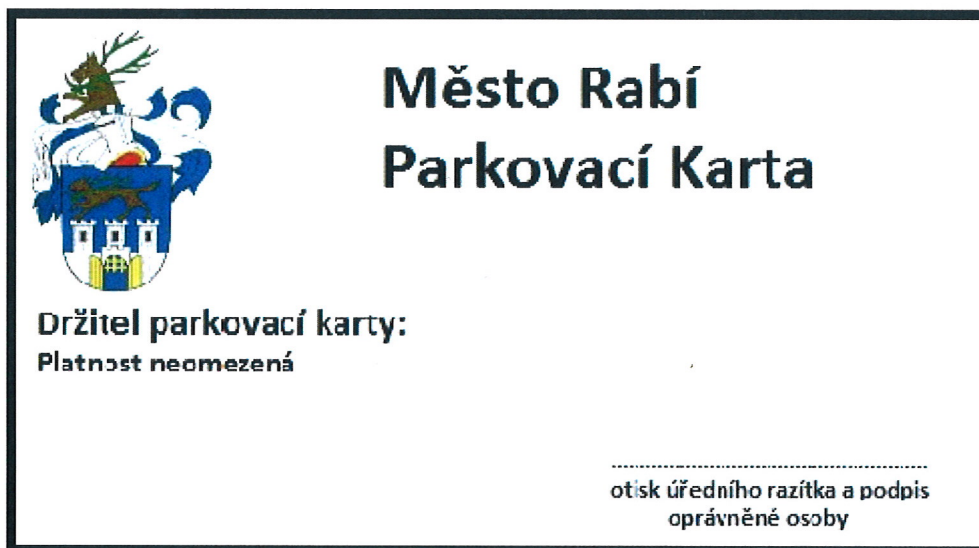 Město Rabí
Parkovací Karta
Držitel parkovací karty:
Platnost neomezená
otisk úředního razítka a podpis
oprávněné osoby